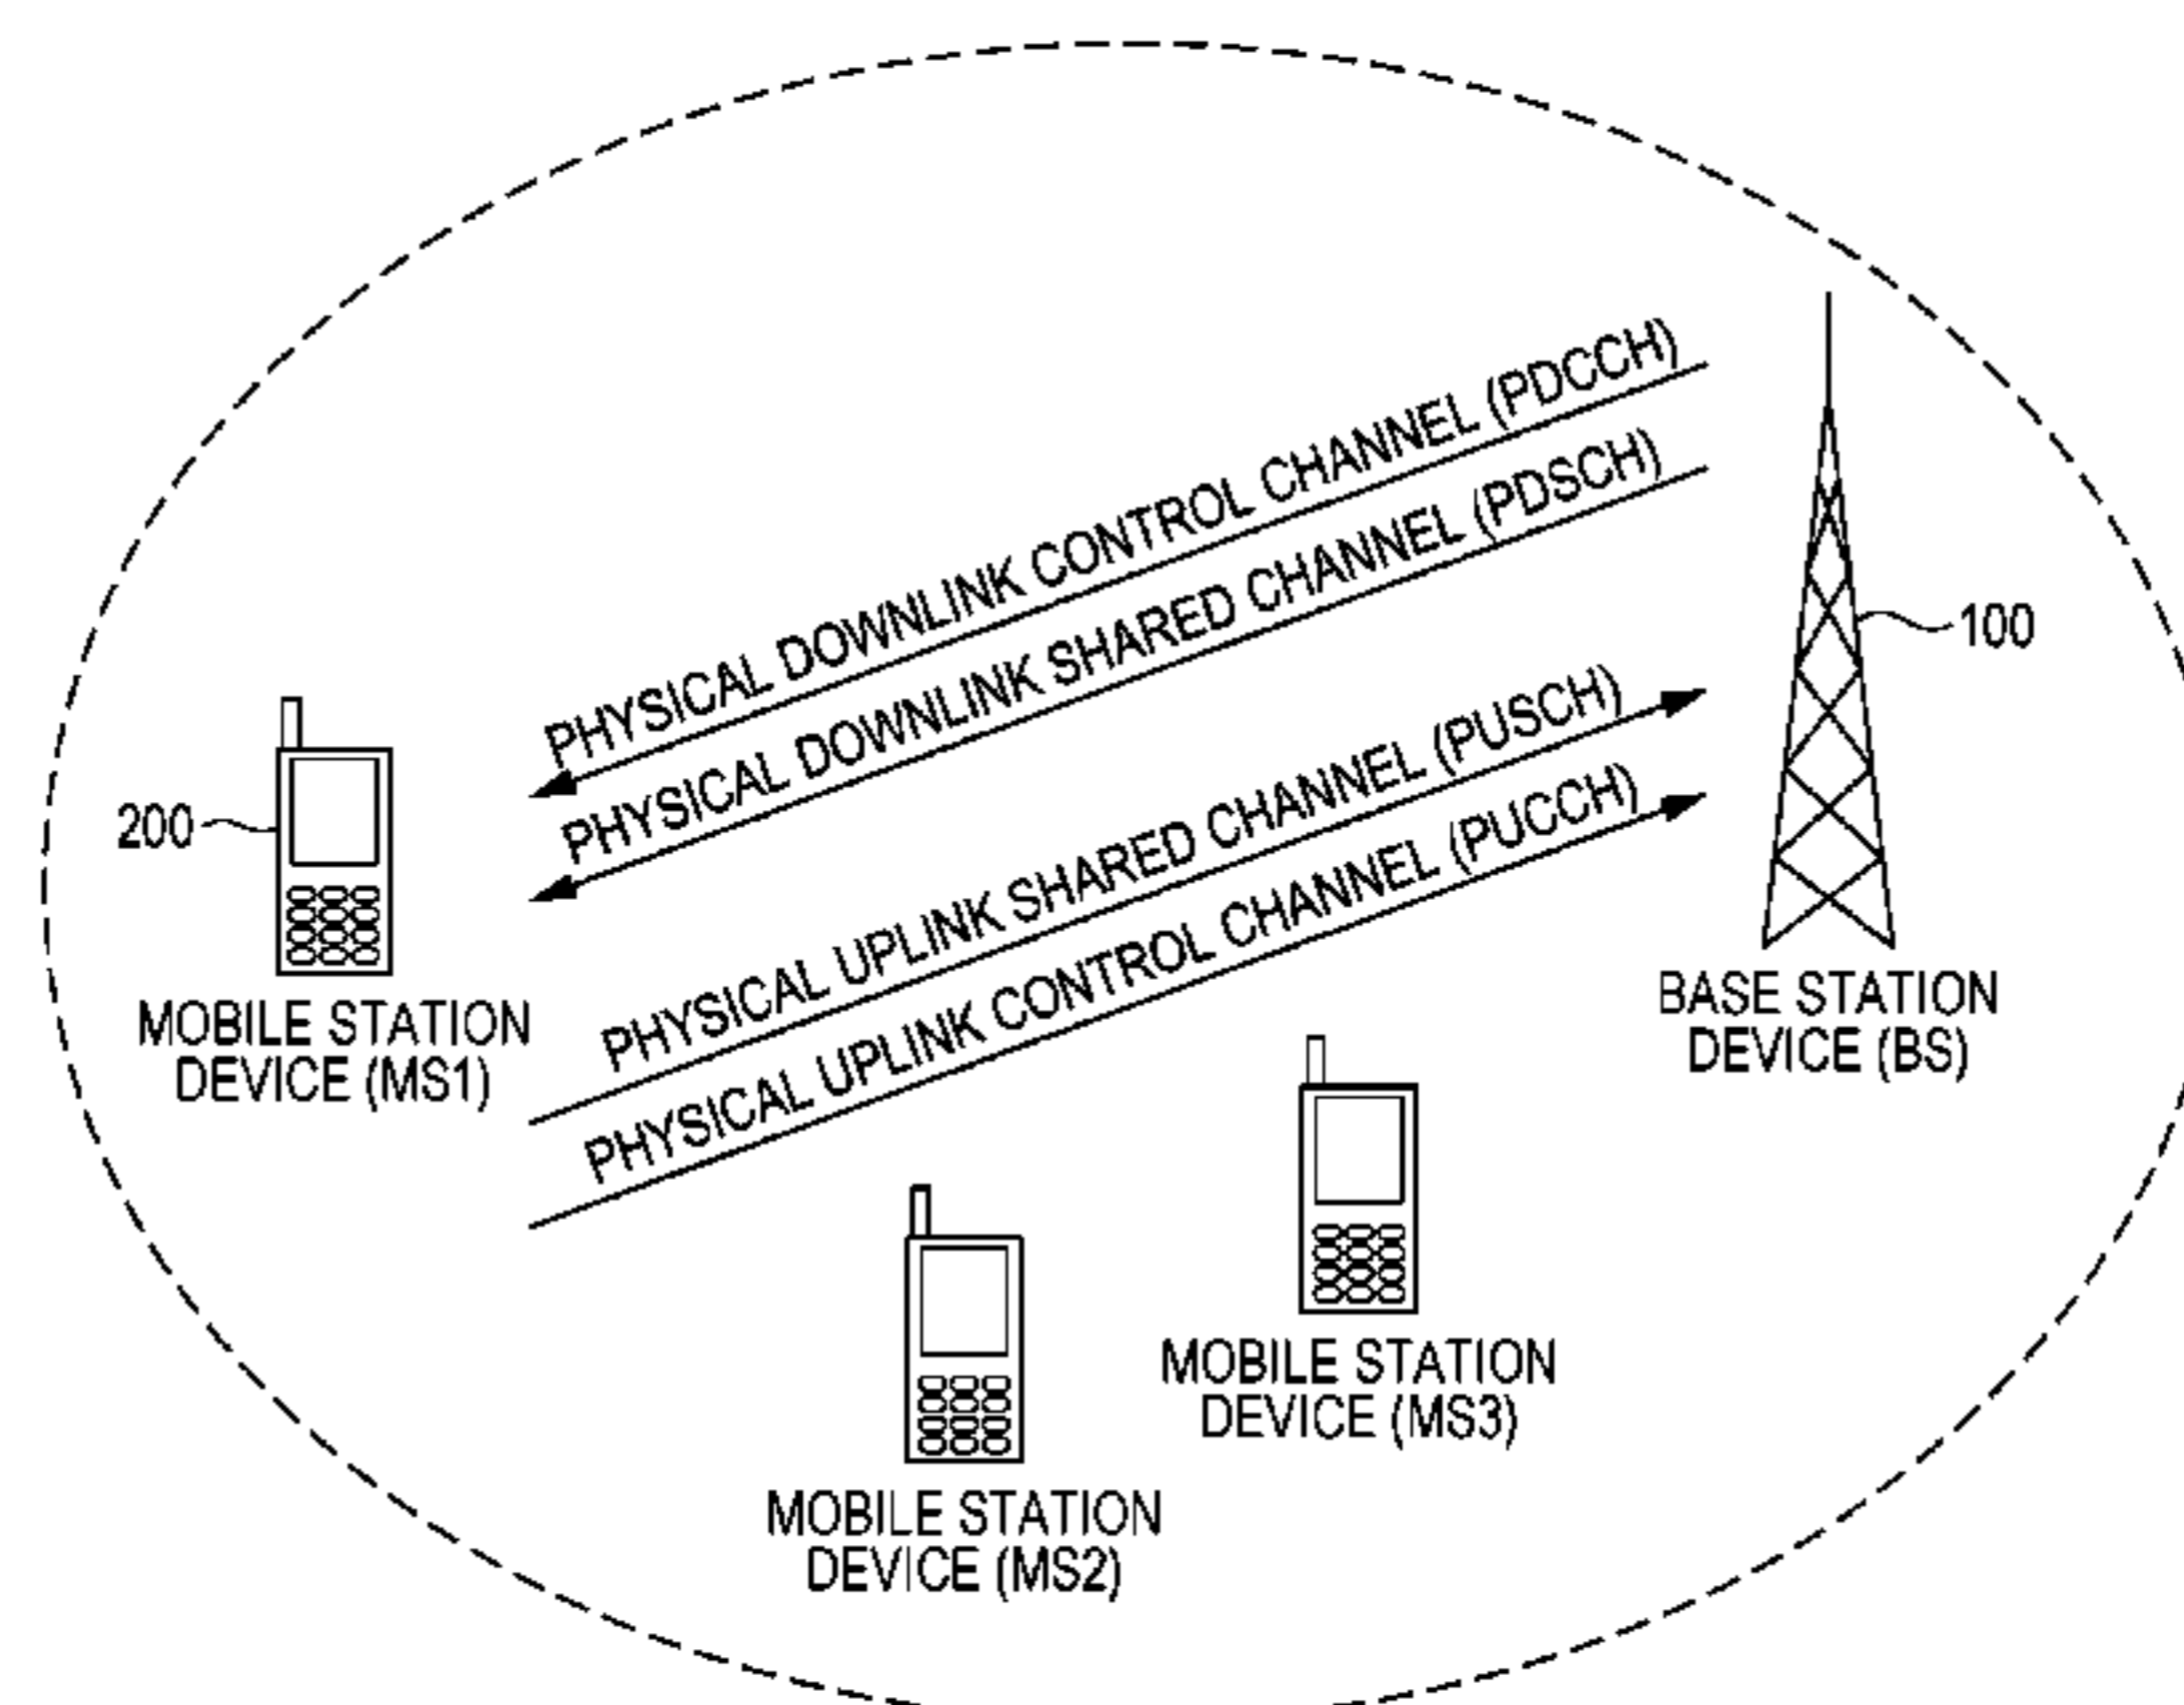 PHYSICAL DOWNLINK CONTROL CHANNEL (PDCCH)
PHYSICAL DOWNLINK SHARED CHANNEL (PDSCH)
PHYSICAL UPLINK SHARED CHANNEL (PUSCH)
PHYSICAL UPLINK CONTROL CHANNEL (PUCCH)
100
200
MOBILE STATION
DEVICE (MS1)
BASE STATION
DEVICE (BS)
MOBILE STATION
DEVICE (MS3)
MOBILE STATION
DEVICE (MS2)